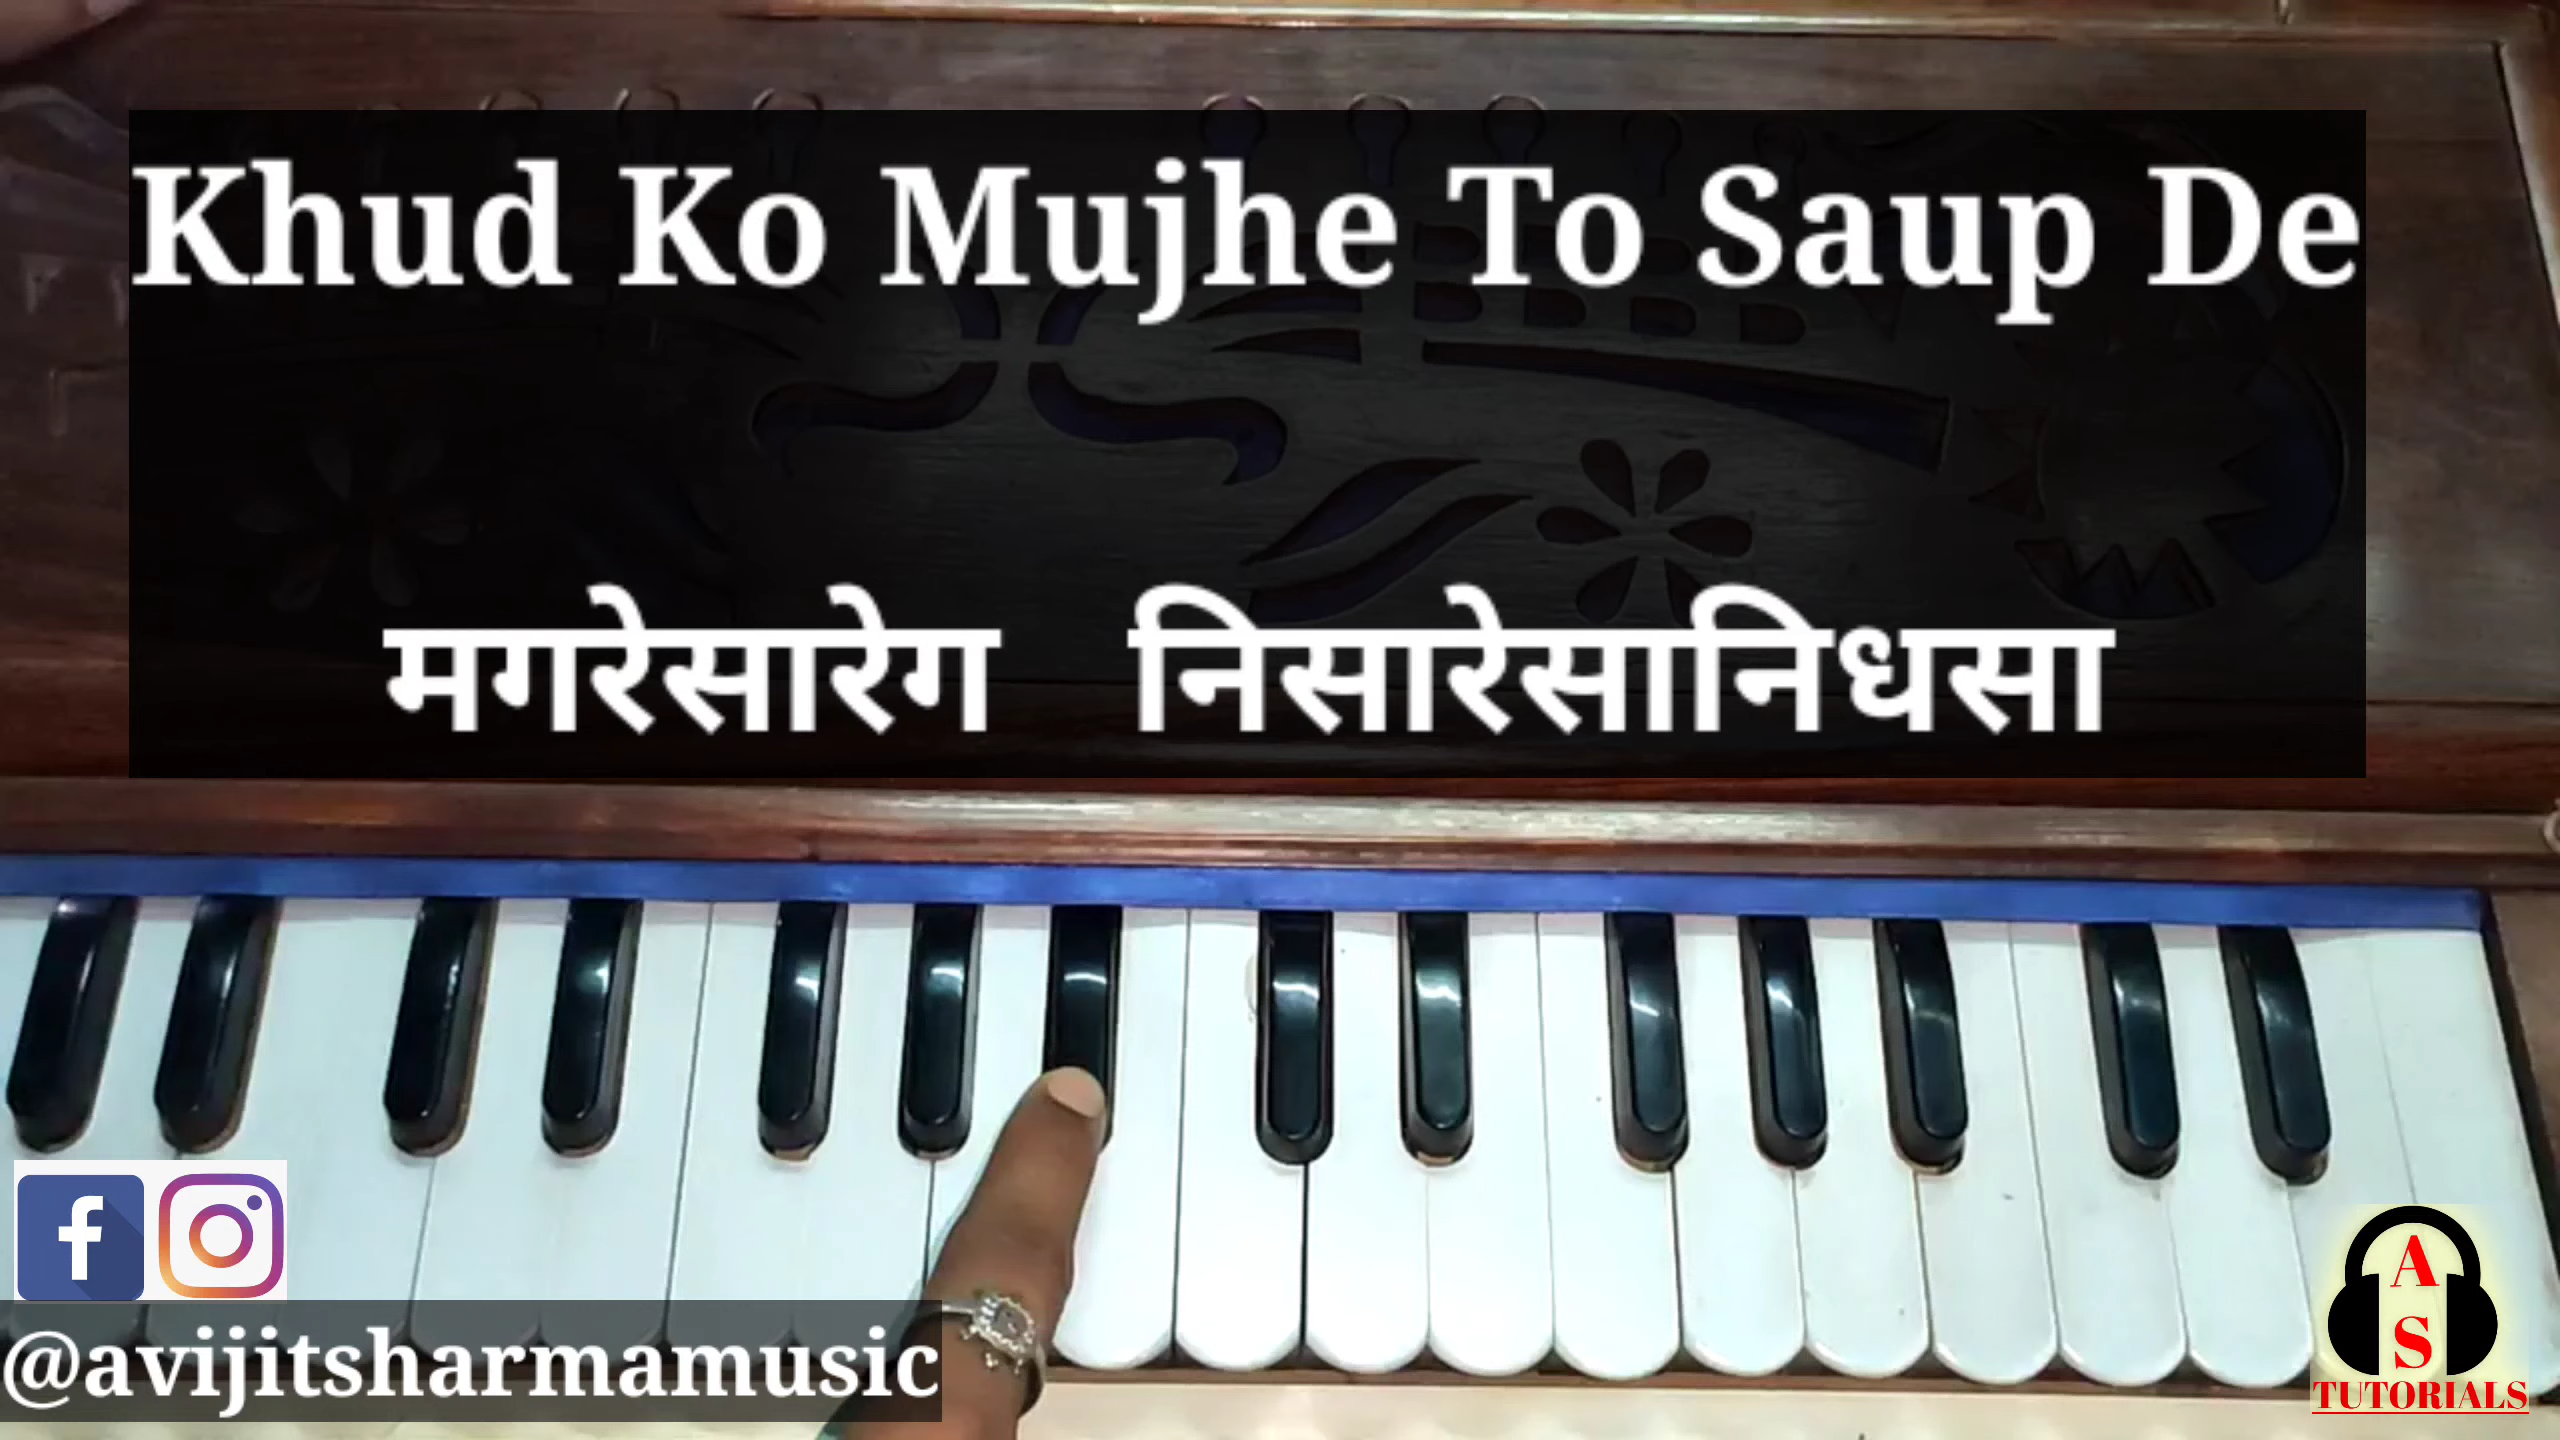 Khud Ko Mujhe To Saup De
मगरेसारेग निसारेसानिधसा
f
@avijitsharmamusic
A
S
TUTORIALS